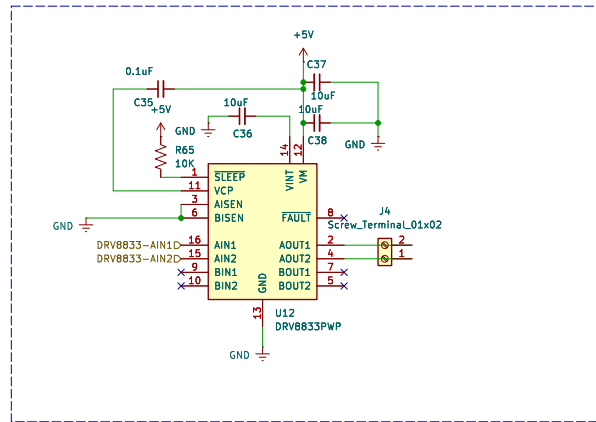 +5V
C37
0.1uF
10uF
10uF
10uF
C35
+5V
GND
C36
C38
GND
R65
10K
14
12
VINT
VM
1
SLEEP
11
VCP
3
AISEN
6
BISEN
GND
FAULT
8
J4
Screw_Terminal_01x02
DRV8833-AIN1
16
AIN1
AOUT1
2
2
DRV8833-AIN2
15
AIN2
AOUT2
4
1
9
BIN1
BOUT1
7
10
BIN2
BOUT2
5
GND
13
U12
DRV8833PWP
GND